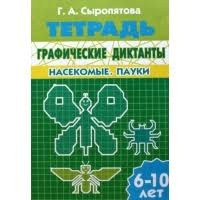 Г. А. Сыропятова
ТЕТРАДЬ
ГРАФИЧЕСКИЕ ДИКТАНТЫ
НАСЕКОМЫЕ. ПАУКИ
6-10
лет